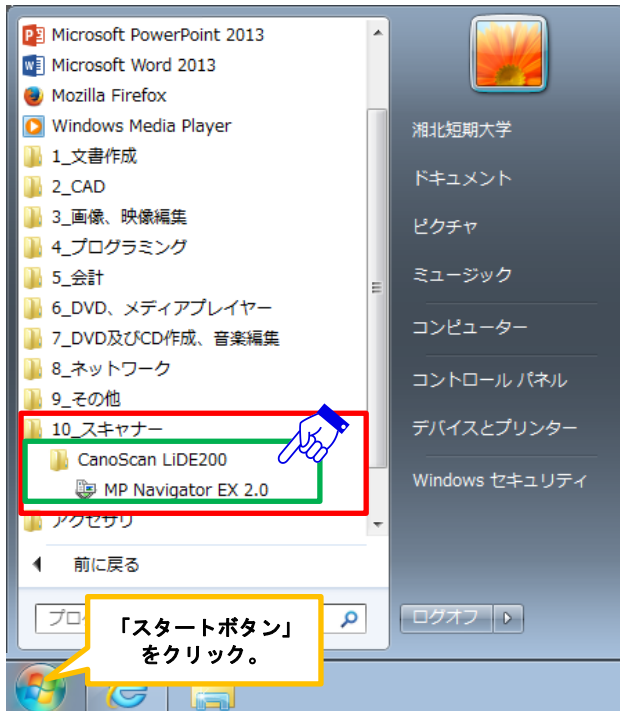 Microsoft PowerPoint 2013
Microsoft Word 2013
Mozilla Firefox
Windows Media Player
1_文書作成
2_CAD
3_画像、映像編集
4_プログラミング
5_会計
6_DVD、メディアプレイヤー
7_DVD及びCD作成、音楽編集
8_ネットワーク
9_その他
10_スキャナー
CanoScan LiDE200
MP Navigator EX 2.0
アクセサリ
前に戻る
プロ
「スタートボタン」
をクリック。
湘北短期大学
ドキュメント
ピクチャ
ミュージック
コンピューター
コントロール パネル
デバイスとプリンター
Windows セキュリティ
ログオフ